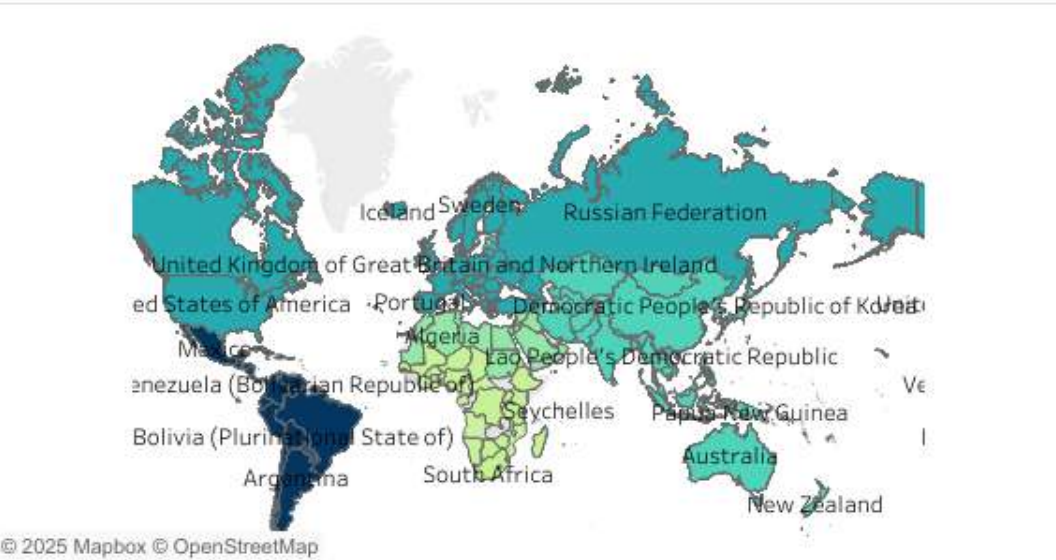 Iceland
Sweden
Russian Federation
United Kingdom of Great Britain and Northern Ireland
ed States of America
Portugal
Democratic People's Republic of Korea
Unite
Algeria
Mexico
Lao People's Democratic Republic
enezuela (Bolivarian Republic of)
Ve
Seychelles
Papua New Guinea
Bolivia (Plurinational State of)
Australia
Argentina
South Africa
New Zealand
© 2025 Mapbox © OpenStreetMap